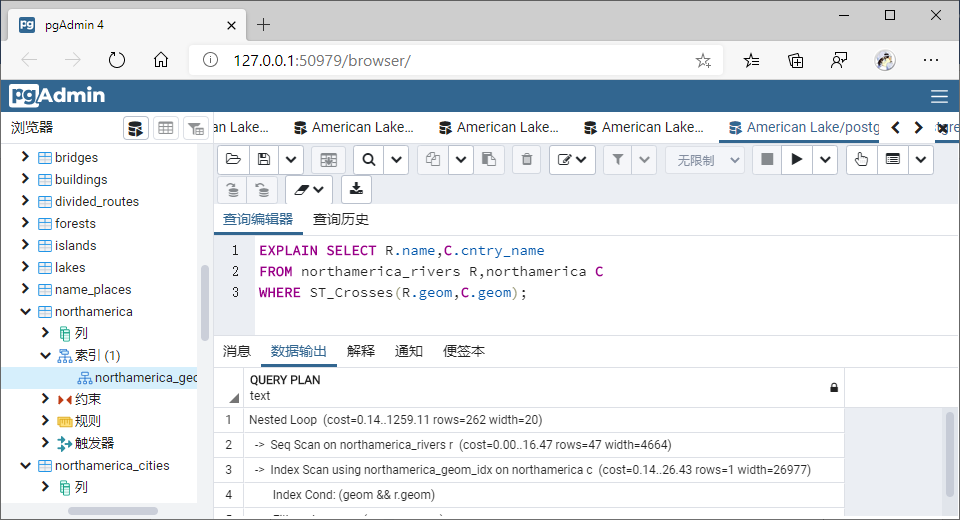 pgAdmin 4
127.0.0.1:50979/browser/
pgAdmin
浏览器
an Lake...
American Lake...
American Lake...
American Lake...
American Lake/postg
bridges
buildings
divided_routes
forests
islands
lakes
name_places
northamerica
列
索引 (1)
northamerica_geo
约束
规则
触发器
northamerica_cities
列
无限制
查询编辑器 查询历史
1 EXPLAIN SELECT R.name,C.cntry_name
2 FROM northamerica_rivers R,northamerica C
3 WHERE ST_Crosses(R.geom,C.geom);
消息 数据输出 解释 通知 便签本
QUERY PLAN
text
1 Nested Loop (cost=0.14..1259.11 rows=262 width=20)
2 -> Seq Scan on northamerica_rivers r (cost=0.00..16.47 rows=47 width=4664)
3 -> Index Scan using northamerica_geom_idx on northamerica c (cost=0.14..26.43 rows=1 width=26977)
4 Index Cond: (geom && r.geom)